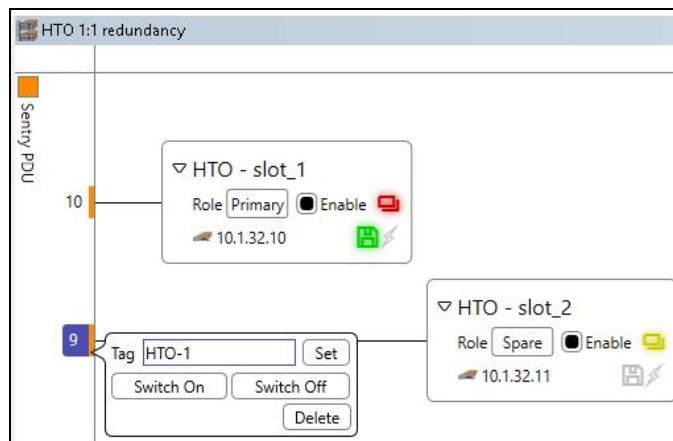 HTO 1:1 redundancy
Sentry PDU
10
HTO - slot_1
Role Primary Enable
10.1.32.10
9
Tag HTO-1 Set
Switch On Switch Off
Delete
HTO - slot_2
Role Spare Enable
10.1.32.11